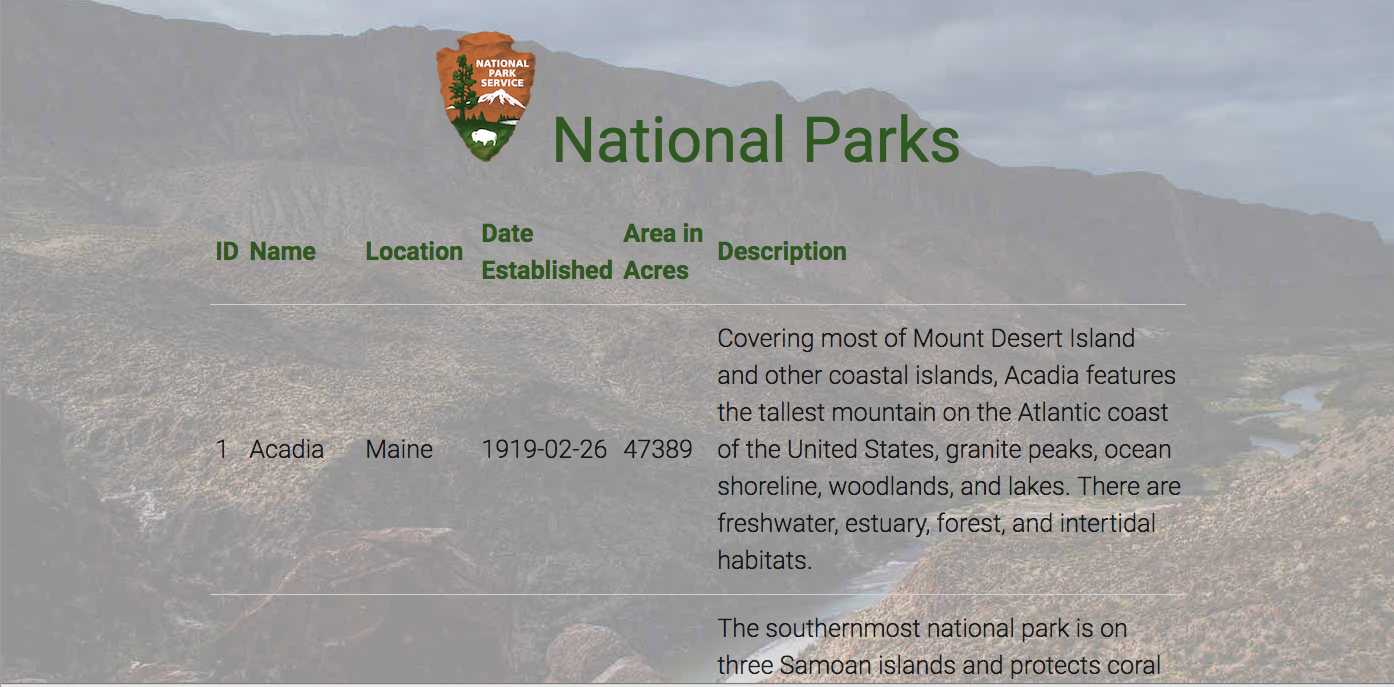 NATIONAL
PARK
SERVICE
National Parks
ID Name Location Date Established Area in Acres Description
Covering most of Mount Desert Island
and other coastal islands, Acadia features
the tallest mountain on the Atlantic coast
1 Acadia Maine 1919-02-26 47389 of the United States, granite peaks, ocean
shoreline, woodlands, and lakes. There are
freshwater, estuary, forest, and intertidal
habitats.
The southernmost national park is on
three Samoan islands and protects coral